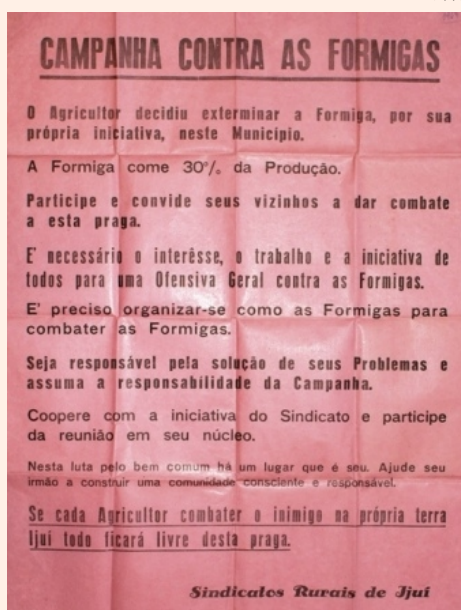 CAMPANHA CONTRA AS FORMIGAS
O Agricultor decidiu exterminar a Formiga, por sua
própria iniciativa, neste Município.
A Formiga come 30% da Produção.
Participe e convide seus vizinhos a dar combate
a esta praga.
E' necessário o interêsse, o trabalho e a iniciativa de
todos para uma Ofensiva Geral contra as Formigas.
E' preciso organizar-se como as Formigas para
combater as Formigas.
Seja responsável pela solução de seus Problemas e
assuma a responsabilidade da Campanha.
Coopere com a iniciativa do Sindicato e participe
da reunião em seu núcleo.
Nesta luta pelo bem comum há um lugar que é seu. Ajude seu
irmão a construir uma comunidade consciente e responsável.
Se cada Agricultor combater o inimigo na própria terra
Ijuí todo ficará livre desta praga.
Sindicatos Rurais de Ijuí